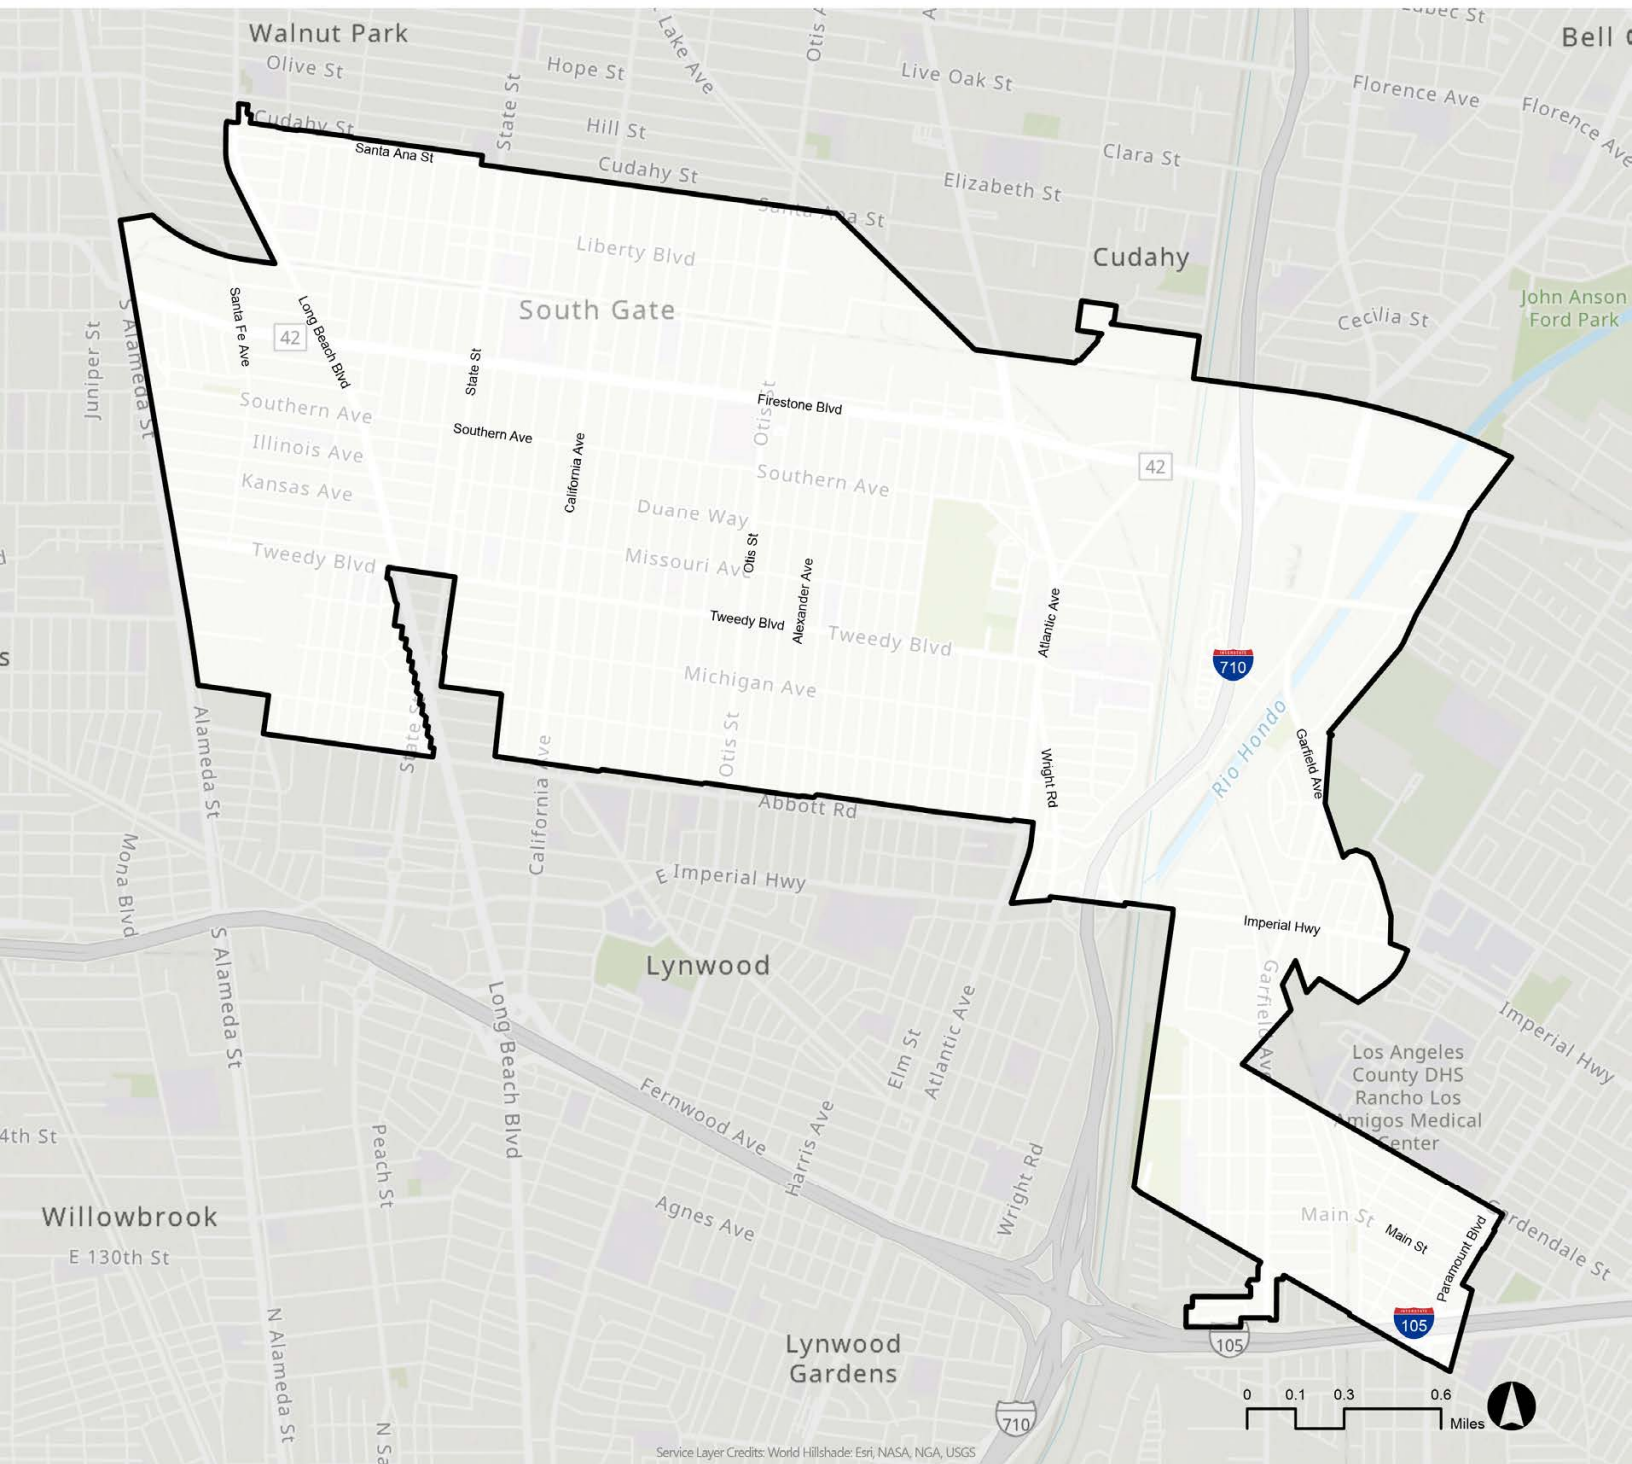 Walnut Park
Olive St
Hope St
Lake Ave
Live Oak St
Bell
Florence Ave
Florence Ave
State St
Hill St
Cudahy St
Clara St
Santa Ana St
Cudahy St
Elizabeth St
Santa Ana St
Liberty Blvd
Cudahy
John Anson
Ford Park
South Gate
Cecilia St
Juniper St
S Alameda St
Santa Fe Ave
42
Long Beach Blvd
State St
Otis St
Firestone Blvd
Southern Ave
Southern Ave
Illinois Ave
Kansas Ave
California Ave
Southern Ave
42
Duane Way
Missouri Ave
Otis St
Alexander Ave
Tweedy Blvd
Tweedy Blvd
Tweedy Blvd
Atlantic Ave
INTERSTATE
710
Michigan Ave
Otis St
Alameda St
State S
California Ave
Wright Rd
Rio Hondo
Garfield Ave
Abbott Rd
Mona Blvd
E Imperial Hwy
Imperial Hwy
S Alameda St
Lynwood
Garfield Ave
Long Beach Blvd
Elm St
Atlantic Ave
Imperial Hwy
Los Angeles
County DHS
Rancho Los
Amigos Medical
Center
4th St
Peach St
Fernwood Ave
Harris Ave
Wright Rd
Willowbrook
E 130th St
Agnes Ave
Main St
Main St
Paramount Blvd
Gardendale St
N Alameda St
Lynwood
Gardens
105
INTERSTATE
105
710
0 0.1 0.3 0.6
Miles
Service Layer Credits: World Hillshade: Esri, NASA, NGA, USGS